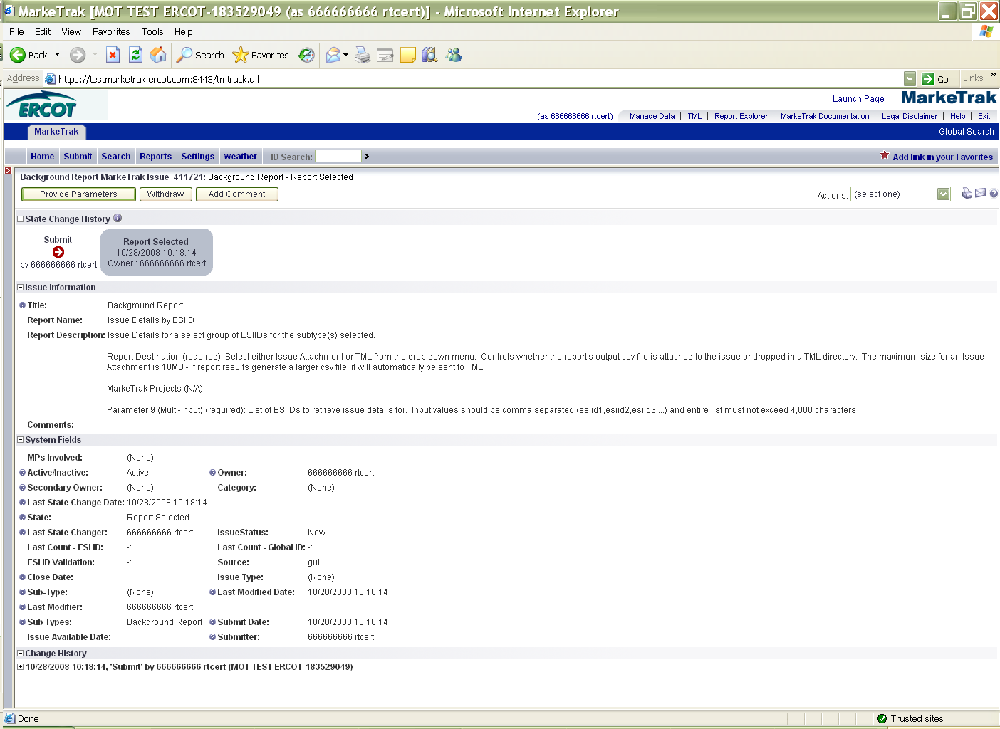 MarkeTrak [MOT TEST ERCOT-183529049 (as 666666666 rtcert)] - Microsoft Internet Explorer
File Edit View Favorites Tools Help
Back Search Favorites
Address https://testmarketrak.ercot.com:8443/tmtrack.dll Go Links »
ERCOT Launch Page MarkeTrak
(as 666666666 rtcert) Manage Data | TML | Report Explorer | MarkeTrak Documentation | Legal Disclaimer | Help | Exit
MarkeTrak Global Search
Home Submit Search Reports Settings weather ID Search: Add link in your Favorites
Background Report MarkeTrak Issue 411721: Background Report - Report Selected
Provide Parameters Withdraw Add Comment Actions: (select one)
State Change History
Submit
by 666666666 rtcert
Report Selected
10/28/2008 10:18:14
Owner : 666666666 rtcert
Issue Information
Title: Background Report
Report Name: Issue Details by ESIID
Report Description: Issue Details for a select group of ESIIDs for the subtype(s) selected.
Report Destination (required): Select either Issue Attachment or TML from the drop down menu. Controls whether the report's output csv file is attached to the issue or dropped in a TML directory. The maximum size for an Issue
Attachment is 10MB - if report results generate a larger csv file, it will automatically be sent to TML
MarkeTrak Projects (N/A)
Parameter 9 (Multi-Input) (required): List of ESIIDs to retrieve issue details for. Input values should be comma separated (esiid1,esiid2,esiid3,...) and entire list must not exceed 4,000 characters
Comments:
System Fields
MPs Involved: (None)
Active/Inactive: Active Owner: 666666666 rtcert
Secondary Owner: (None) Category: (None)
Last State Change Date: 10/28/2008 10:18:14
State: Report Selected
Last State Changer: 666666666 rtcert IssueStatus: New
Last Count - ESI ID: -1 Last Count - Global ID: -1
ESI ID Validation: -1 Source: gui
Close Date: Issue Type: (None)
Sub-Type: (None) Last Modified Date: 10/28/2008 10:18:14
Last Modifier: 666666666 rtcert
Sub Types: Background Report Submit Date: 10/28/2008 10:18:14
Issue Available Date: Submitter: 666666666 rtcert
Change History
10/28/2008 10:18:14, 'Submit' by 666666666 rtcert (MOT TEST ERCOT-183529049)
Done Trusted sites